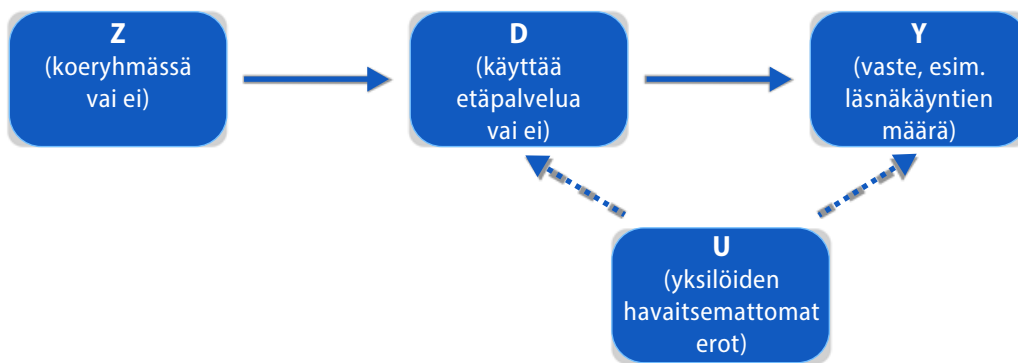 Z
(koeryhmässä
vai ei)
D
(käyttää
etäpalvelua
vai ei)
Y
(vaste, esim.
läsnäkäyntien
määrä)
U
(yksilöiden
havaitsemattomat
erot)